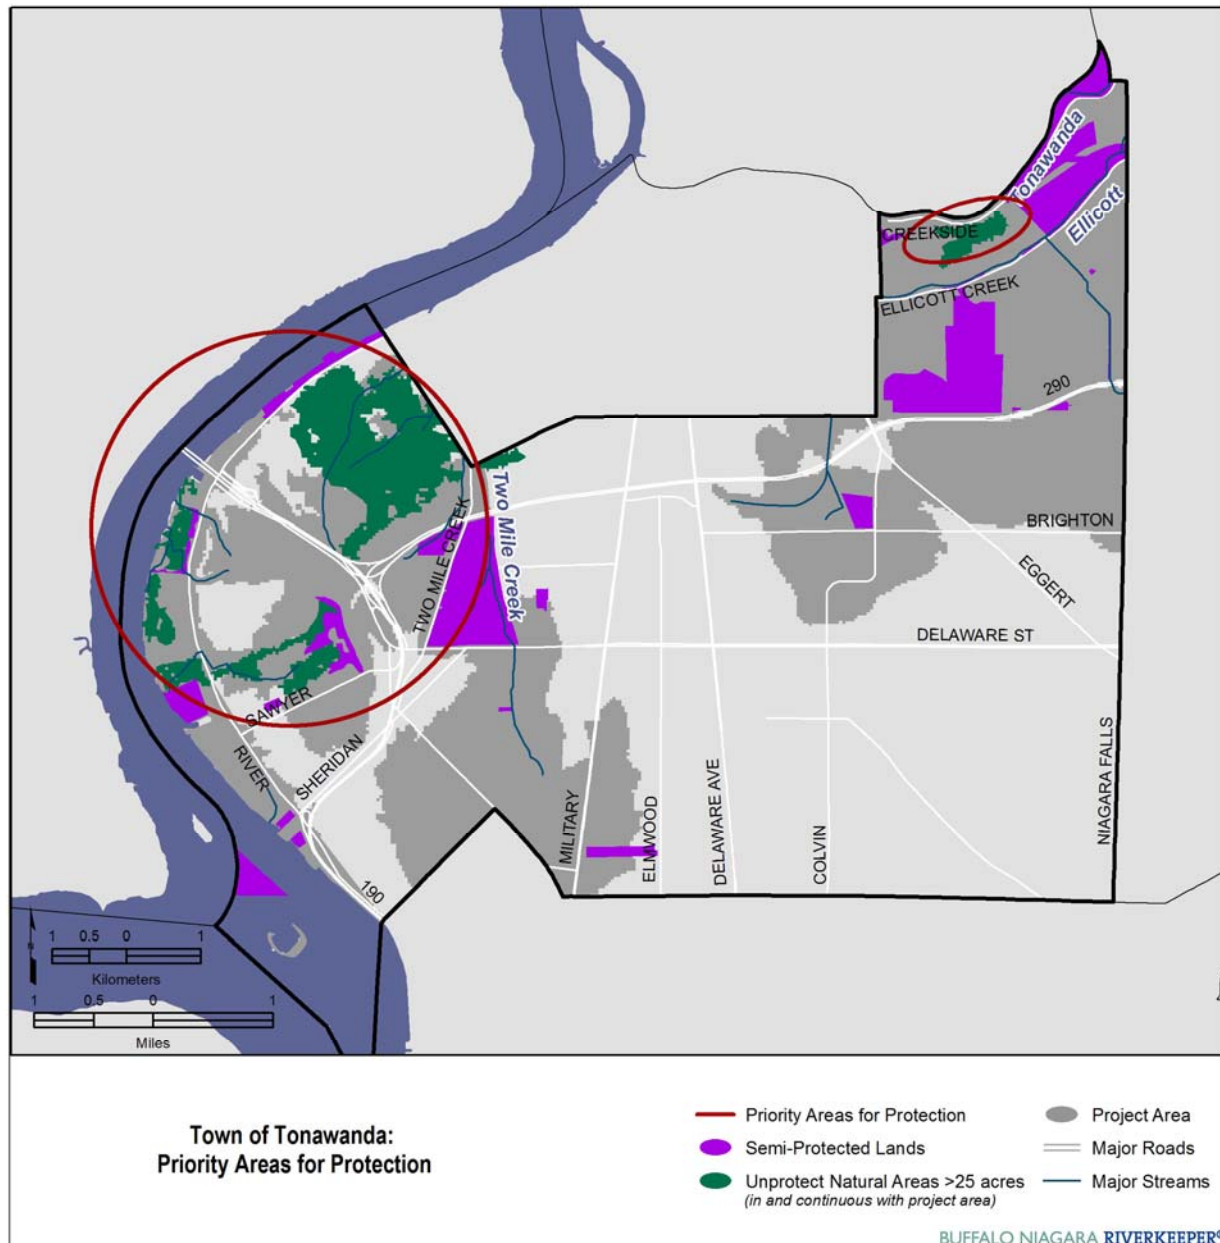 Tonawanda
Ellicott
CREEKSIDE
ELLICOTT CREEK
290
Two Mile Creek
TWO MILE CREEK
BRIGHTON
EGGERT
DELAWARE ST
SAWYER
RIVER
SHERIDAN
MILITARY
ELMWOOD
DELAWARE AVE
COLVIN
NIAGARA FALLS
190
N
1 0.5 0 1
Kilometers
1 0.5 0 1
Miles
Town of Tonawanda:
Priority Areas for Protection
Priority Areas for Protection
Semi-Protected Lands
Unprotect Natural Areas >25 acres
(in and continuous with project area)
Project Area
Major Roads
Major Streams
BUFFALO NIAGARA RIVERKEEPER®